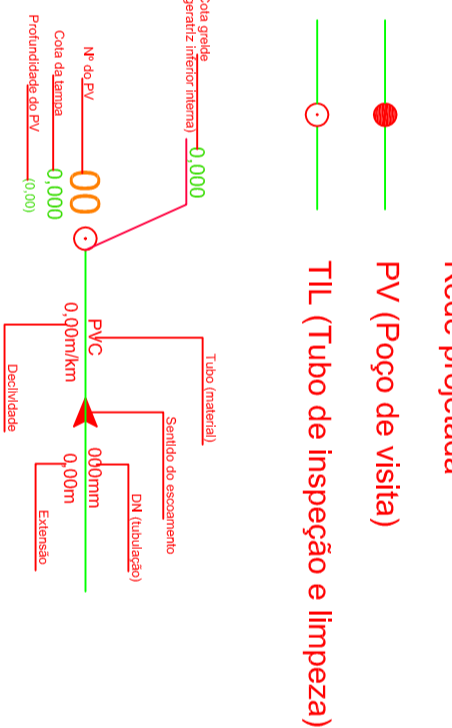 Rede projetada
PV (Poço de visita)
TIL (Tubo de inspeção e limpeza)
Cota greide
(geratriz inferior interna)
0,000
Nº do PV
00
Cota da tampa
0,000
Profundidade do PV
(0,00)
Tubo (material)
PVC
Sentido do escoamento
DN (tubulação)
000mm
0,00m/km
0,00m
Declividade
Extensão